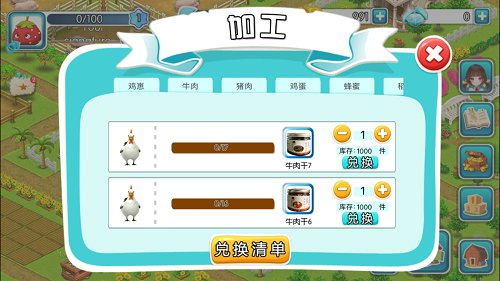 0/100
加工
鸡崽
牛肉
猪肉
鸡蛋
蜂蜜
0/17
牛肉干7
1
库存:1000 件
兑换
0/16
牛肉干6
1
库存:1000 件
兑换
兑换清单